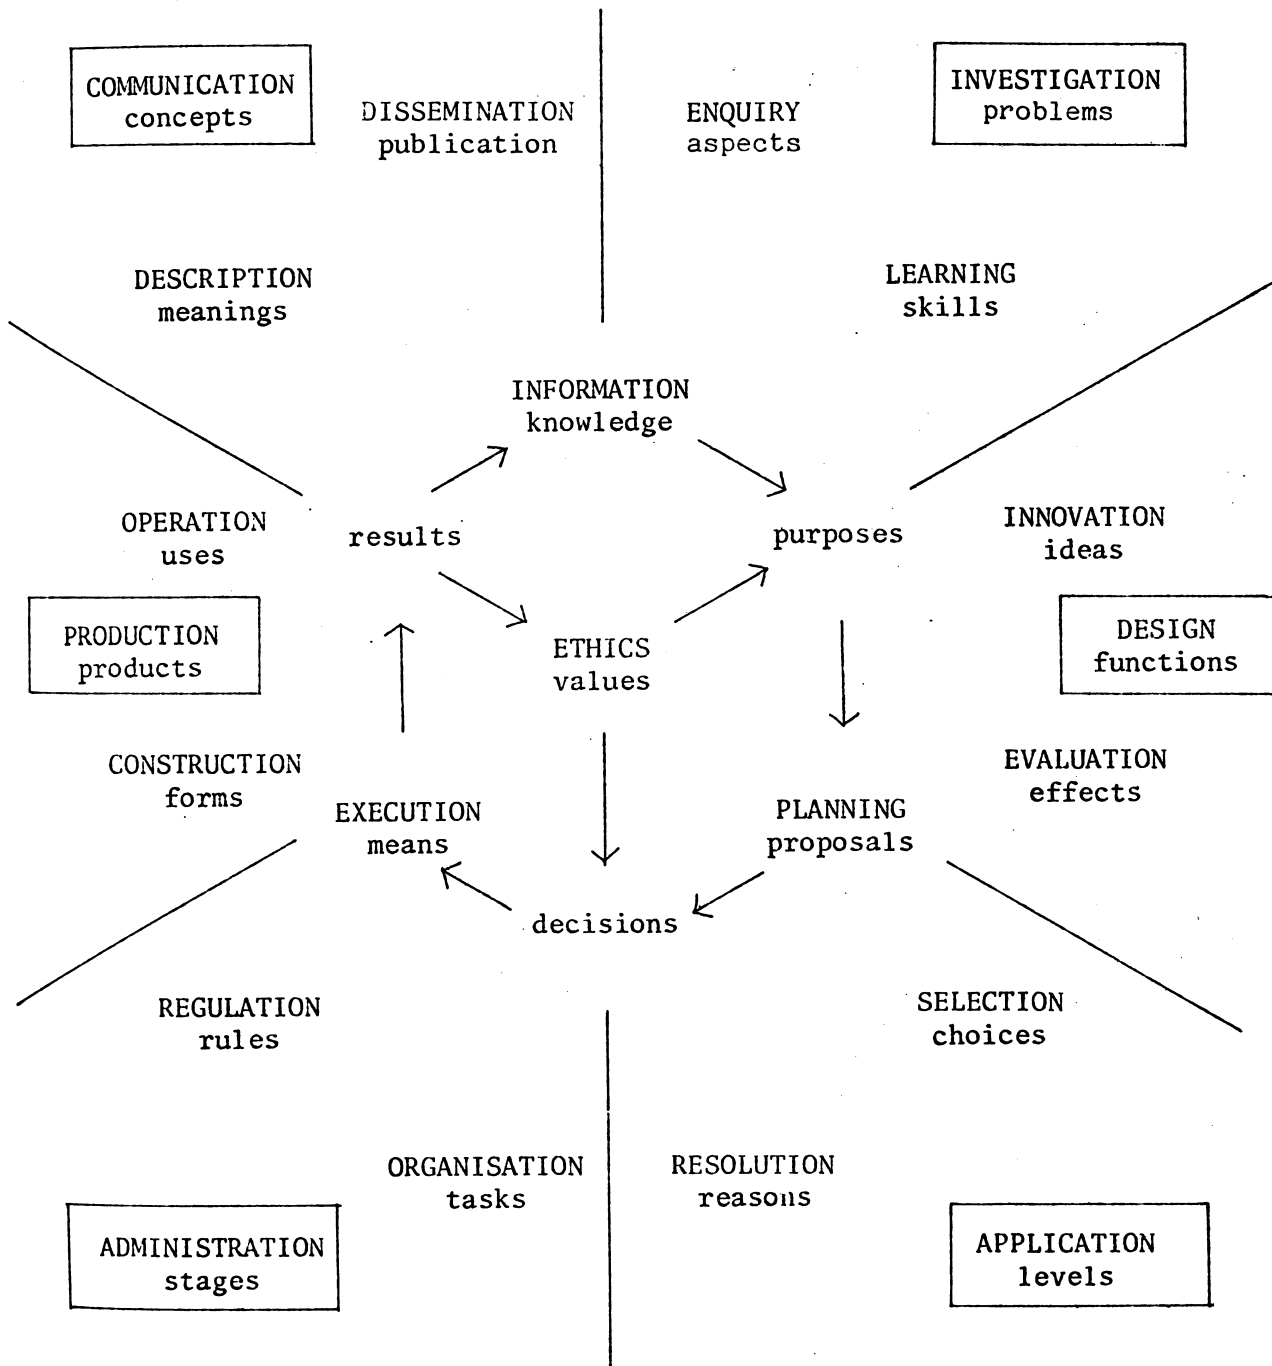 COMMUNICATION
concepts
DISSEMINATION
publication
ENQUIRY
aspects
INVESTIGATION
problems
DESCRIPTION
meanings
LEARNING
skills
INFORMATION
knowledge
OPERATION
uses
results
purposes
INNOVATION
ideas
PRODUCTION
products
ETHICS
values
DESIGN
functions
CONSTRUCTION
forms
EXECUTION
means
PLANNING
proposals
EVALUATION
effects
decisions
REGULATION
rules
SELECTION
choices
ORGANISATION
tasks
RESOLUTION
reasons
ADMINISTRATION
stages
APPLICATION
levels